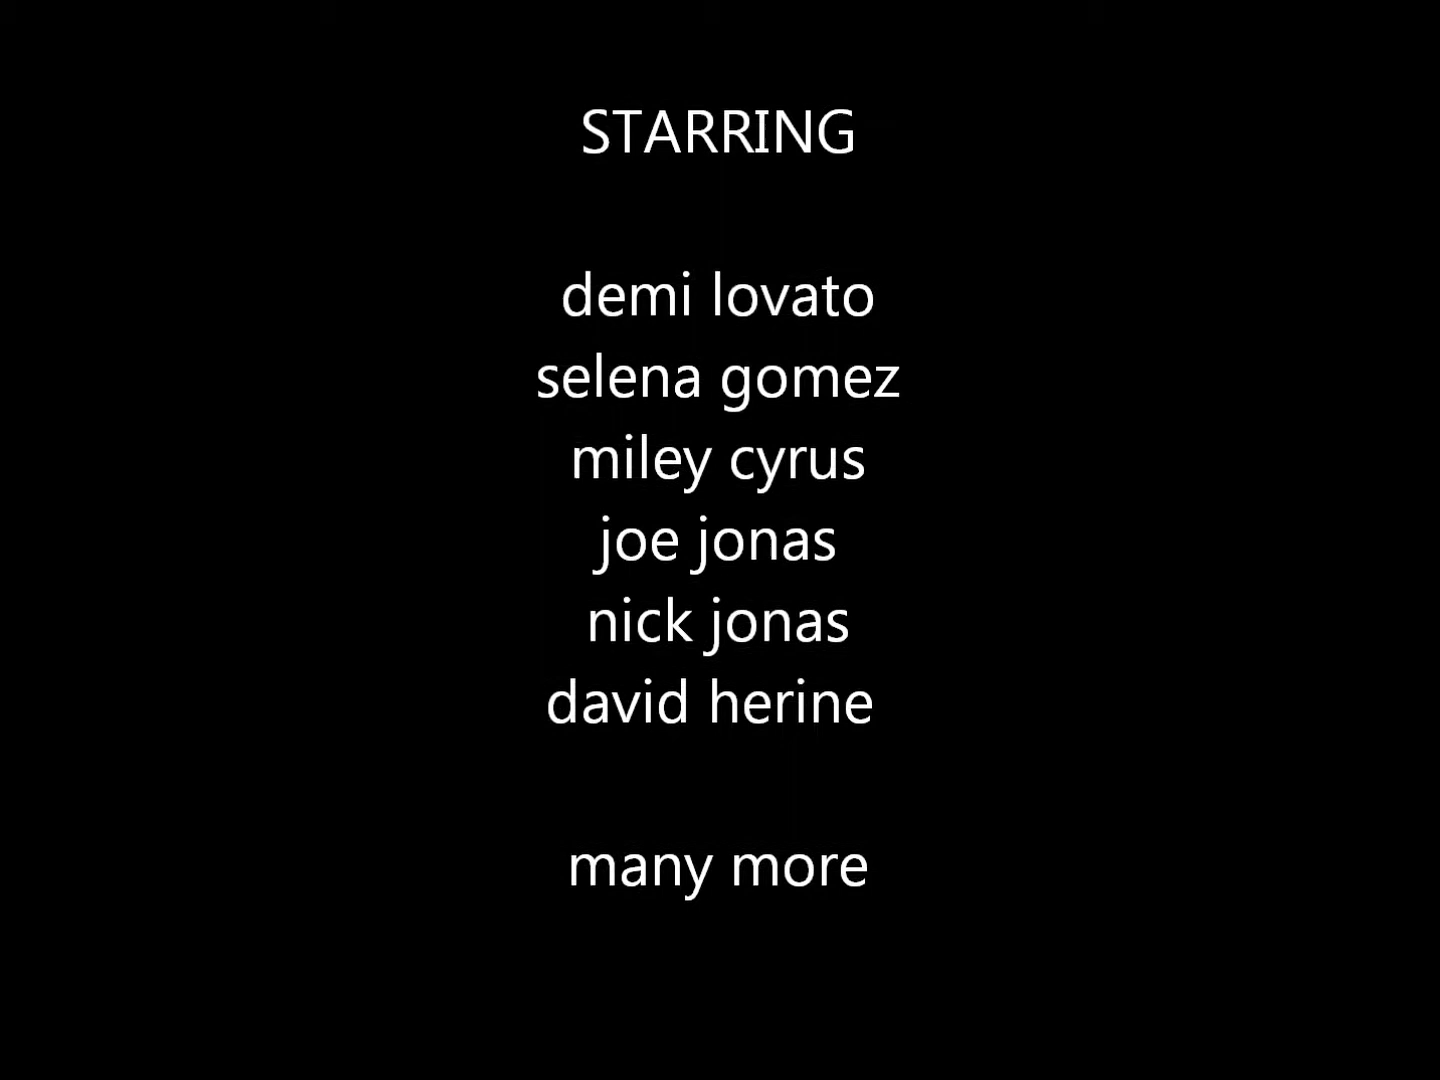 STARRING
demi lovato
selena gomez
miley cyrus
joe jonas
nick jonas
david herine
many more